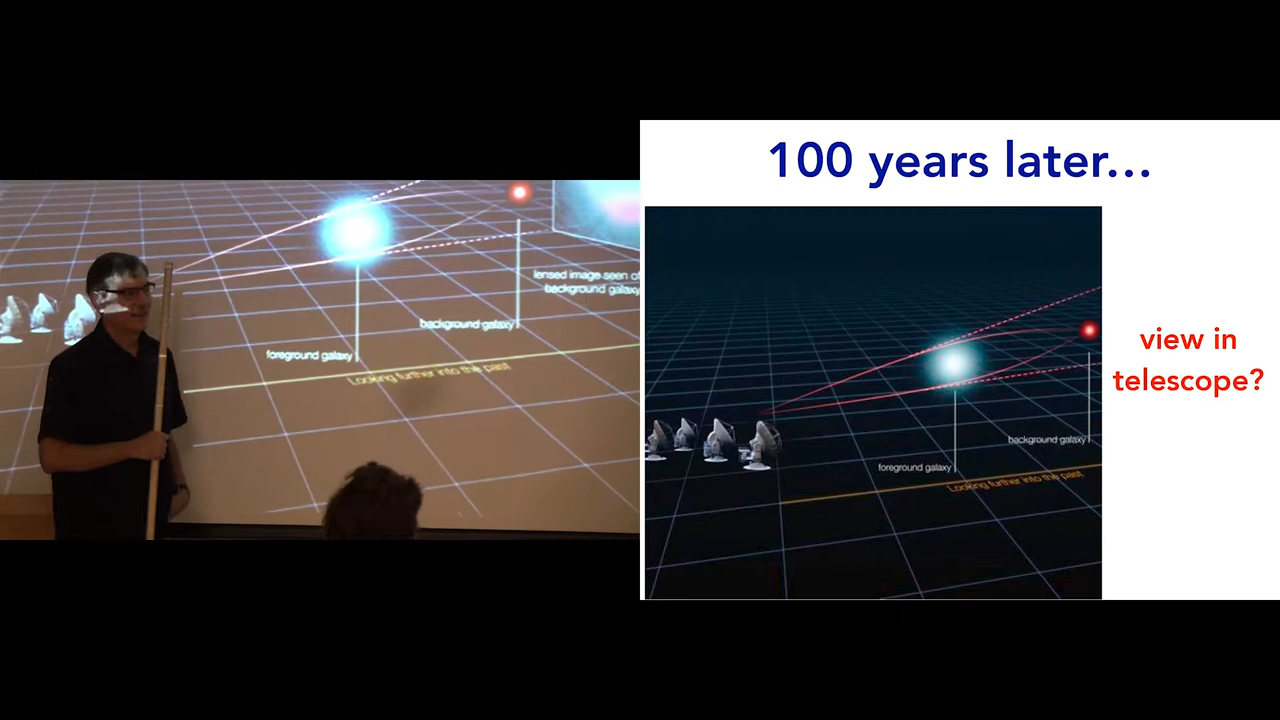 lensed image seen of
background galaxy
background galaxy
foreground galaxy
Looking further into the past
100 years later...
view in
telescope?
background galaxy
foreground galaxy
Looking further into the past